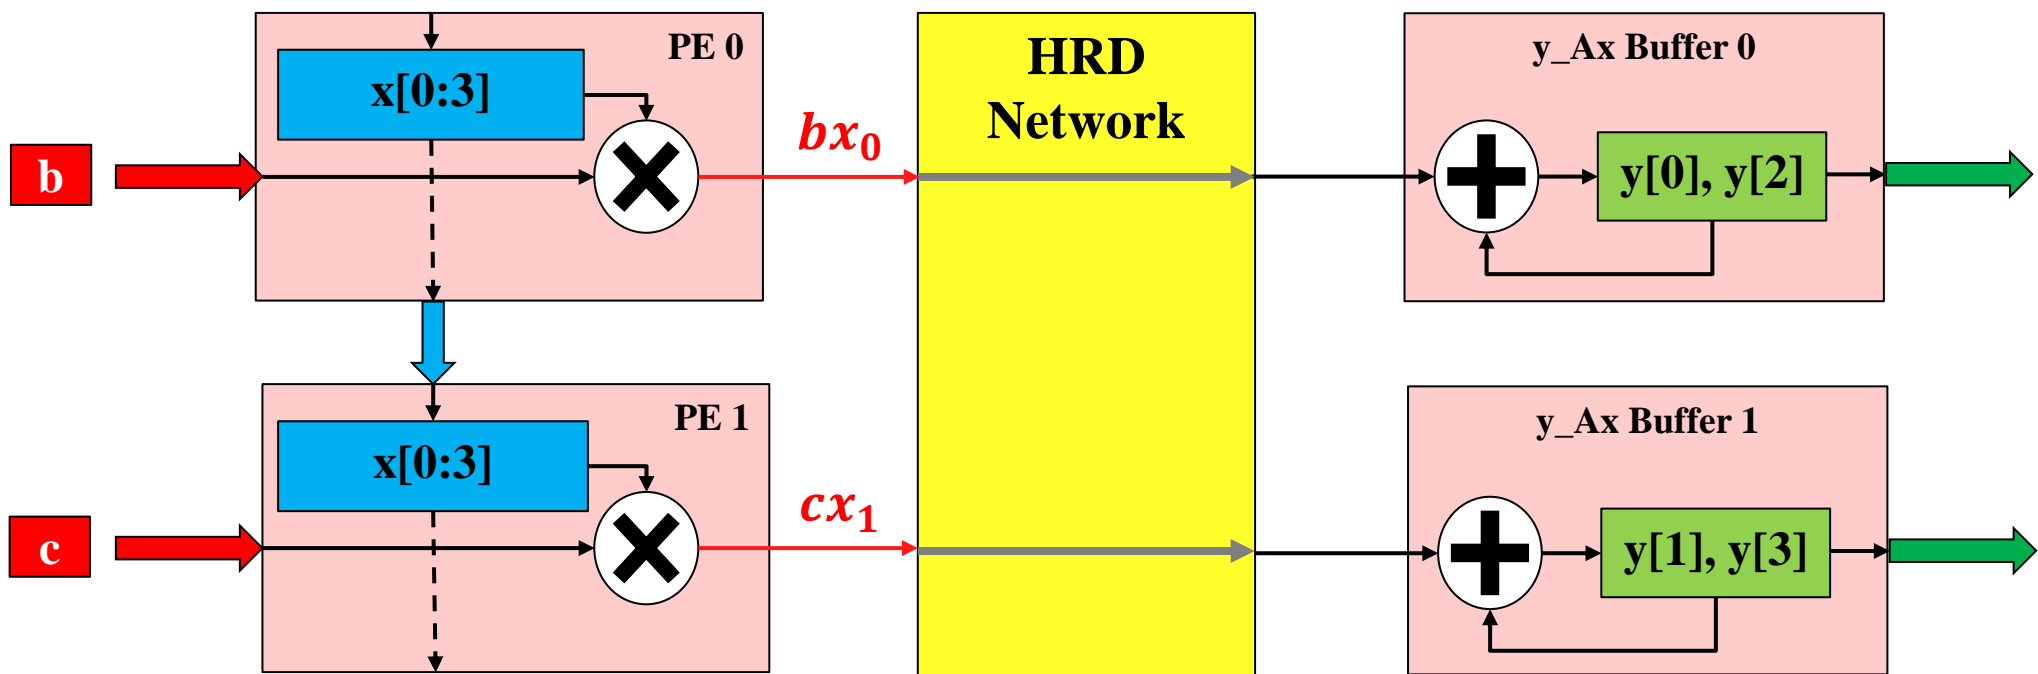 PE 0
x[0:3]
b
bx₀
HRD
Network
y_Ax Buffer 0
y[0], y[2]
PE 1
x[0:3]
c
cx₁
y_Ax Buffer 1
y[1], y[3]